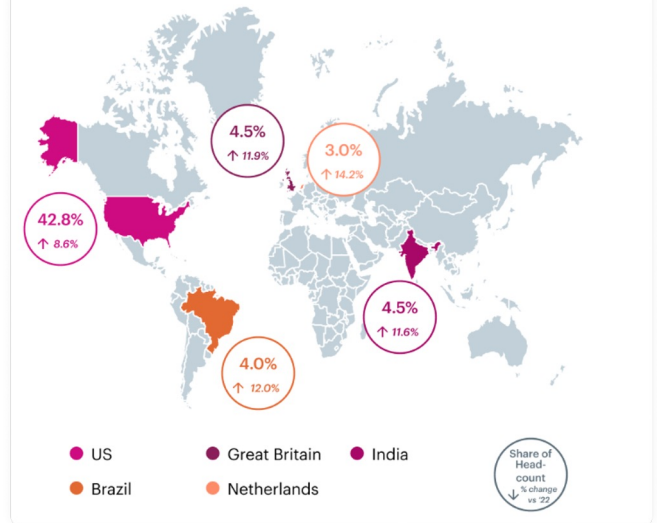 4.5%
↑ 11.9%
3.0%
↑ 14.2%
42.8%
↑ 8.6%
4.5%
↑ 11.6%
4.0%
↑ 12.0%
US
Great Britain
India
Brazil
Netherlands
Share of
Head-
count
↓ % change
vs '22